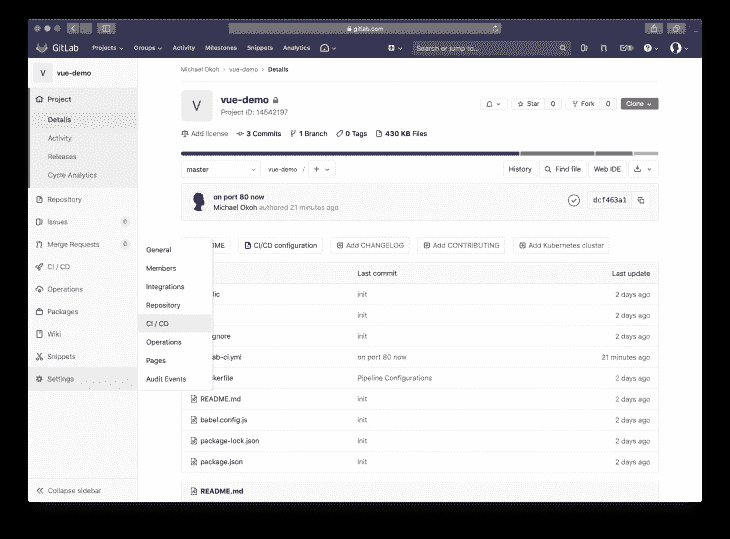 gitlab.com
GitLab Projects Groups Activity Milestones Snippets Analytics Search or jump to...
V vue-demo
Michael Okoh › vue-demo › Details
Project
Details
Activity
Releases
Cycle Analytics
Repository
Issues 0
Merge Requests 0
CI / CD
Operations
Packages
Wiki
Snippets
Settings
Collapse sidebar
General
Members
Integrations
Repository
CI / CD
Operations
Pages
Audit Events
V vue-demo
Project ID: 14542197
Star 0 Fork 0 Clone
Add license 3 Commits 1 Branch 0 Tags 430 KB Files
master vue-demo / + History Find file Web IDE
on port 80 now
Michael Okoh authored 21 minutes ago
dcf463a1
OME CI/CD configuration Add CHANGELOG Add CONTRIBUTING Add Kubernetes cluster
Last commit Last update
lic init 2 days ago
init 2 days ago
gnore init 2 days ago
ab-ci.yml on port 80 now 21 minutes ago
ckerfile Pipeline Configurations 2 days ago
README.md init 2 days ago
babel.config.js init 2 days ago
package-lock.json init 2 days ago
package.json init 2 days ago
README.md